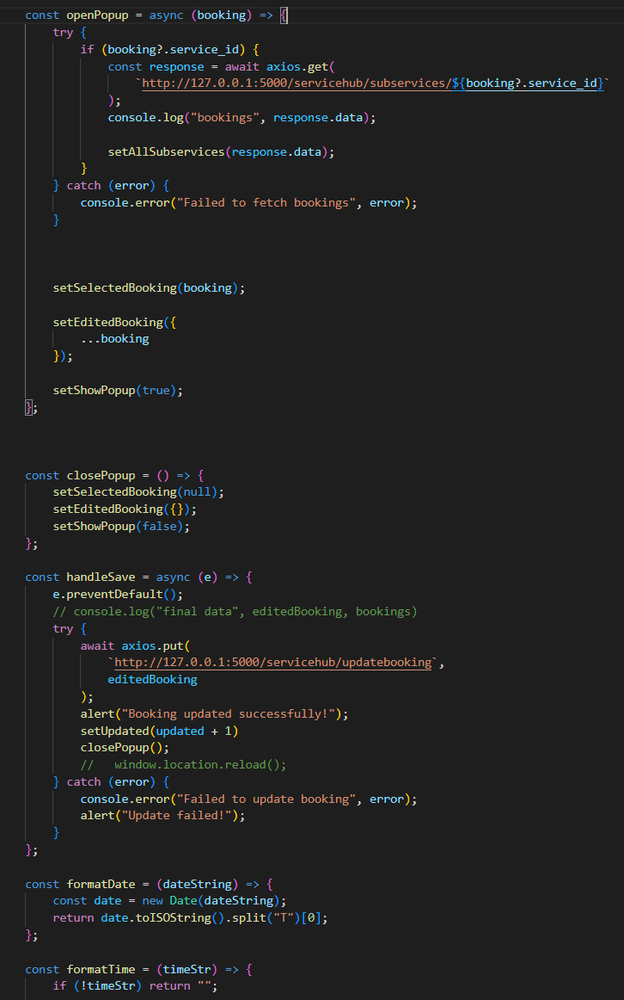 const openPopup = async (booking) => {
    try {
        if (booking?.service_id) {
            const response = await axios.get(
                `http://127.0.0.1:5000/servicehub/subservices/${booking?.service_id}`
            );
            console.log("bookings", response.data);
            setAllSubservices(response.data);
        }
    } catch (error) {
        console.error("Failed to fetch bookings", error);
    }
    setSelectedBooking(booking);
    setEditedBooking({
        ...booking
    });
    setShowPopup(true);
};
const closePopup = () => {
    setSelectedBooking(null);
    setEditedBooking({});
    setShowPopup(false);
};
const handleSave = async (e) => {
    e.preventDefault();
    // console.log("final data", editedBooking, bookings)
    try {
        await axios.put(
            `http://127.0.0.1:5000/servicehub/updatebooking`,
            editedBooking
        );
        alert("Booking updated successfully!");
        setUpdated(updated + 1)
        closePopup();
        //   window.location.reload();
    } catch (error) {
        console.error("Failed to update booking", error);
        alert("Update failed!");
    }
};
const formatDate = (dateString) => {
    const date = new Date(dateString);
    return date.toISOString().split("T")[0];
};
const formatTime = (timeStr) => {
    if (!timeStr) return "";